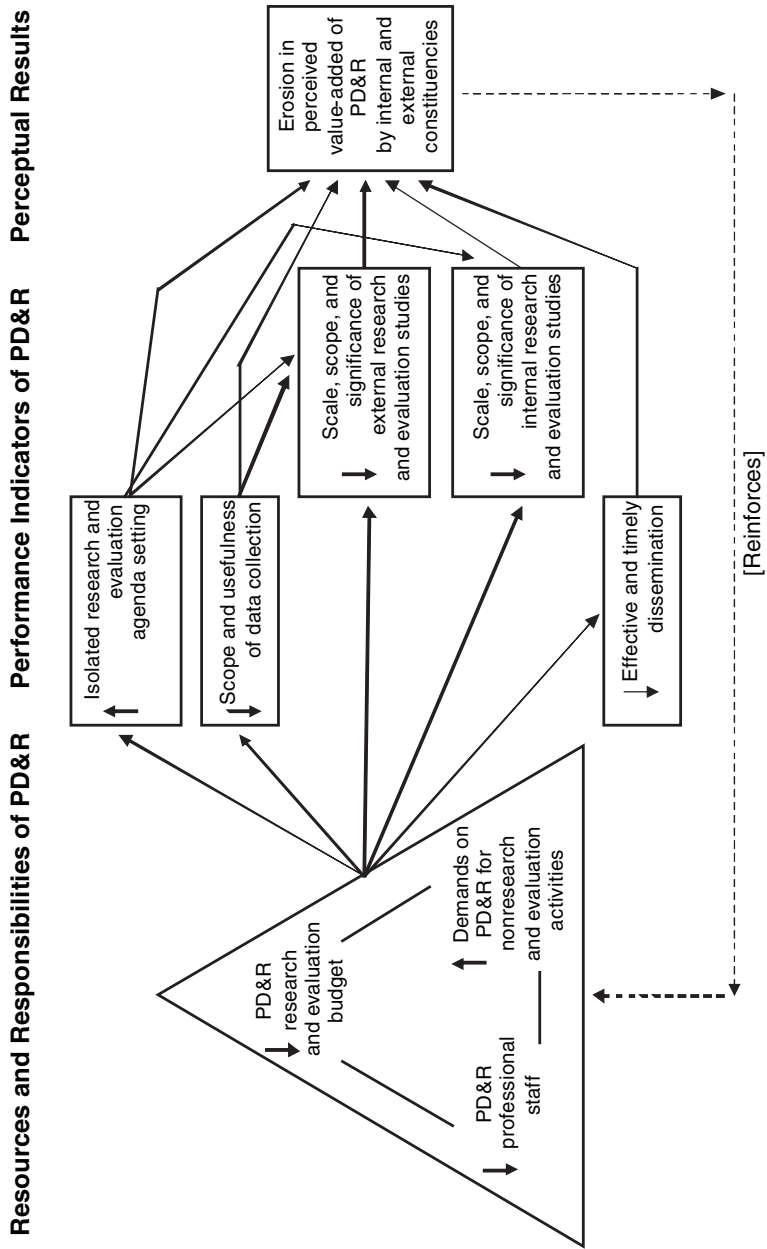 Resources and Responsibilities of PD&R
Performance Indicators of PD&R
Perceptual Results
PD&R
research
and evaluation
budget
PD&R
professional
staff
Demands on
PD&R for
nonresearch
and evaluation
activities
Isolated research and
evaluation
agenda setting
Scope and usefulness
of data collection
Scale, scope, and
significance of
external research
and evaluation studies
Scale, scope, and
significance of
internal research
and evaluation studies
Effective and timely
dissemination
Erosion in
perceived
value-added of
PD&R
by internal and
external
constituencies
[Reinforces]